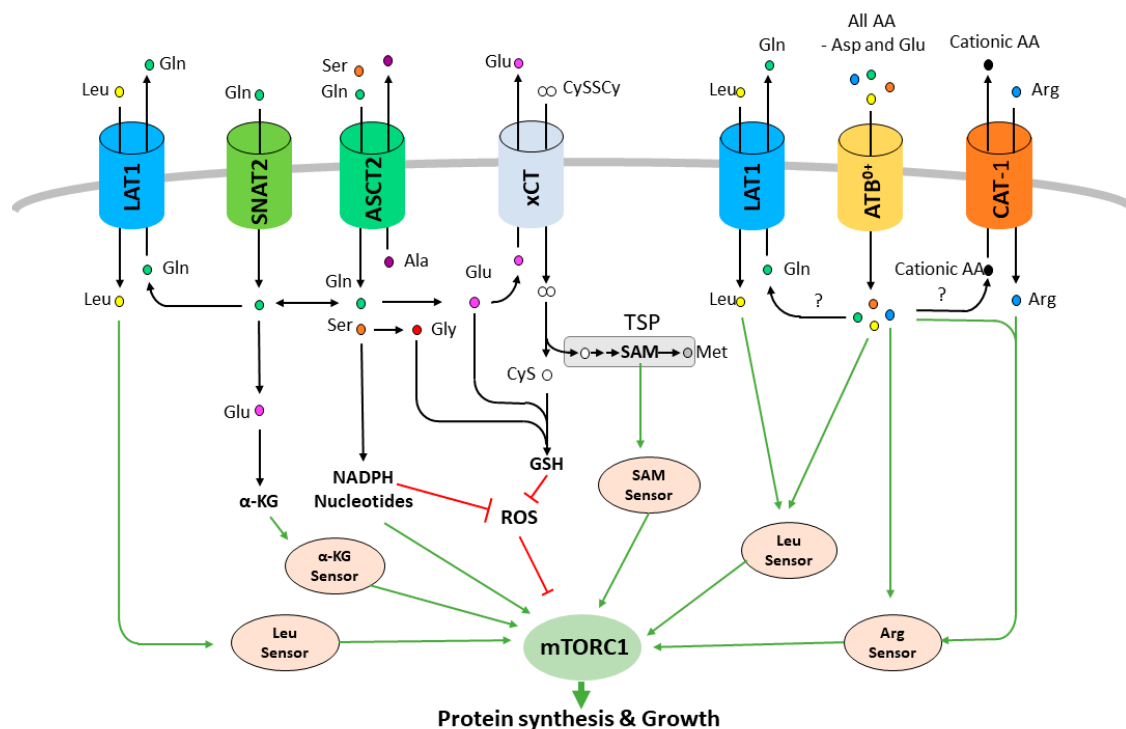 All AA
- Asp and Glu
Gln
Ser
Glu
Gln
Cationic AA
Leu
Gln
Gln
CySSCy
Leu
Arg
LAT1
SNAT2
ASCT2
xCT
LAT1
ATB⁰⁺
CAT-1
Gln
Ala
Gln
Glu
Gln
Cationic AA
Leu
Leu
?
?
Arg
Ser
Gly
TSP
SAM
Met
CyS
Glu
GSH
NADPH
Nucleotides
SAM
Sensor
α-KG
ROS
Leu
Sensor
α-KG
Sensor
Leu
Sensor
mTORC1
Arg
Sensor
Protein synthesis & Growth